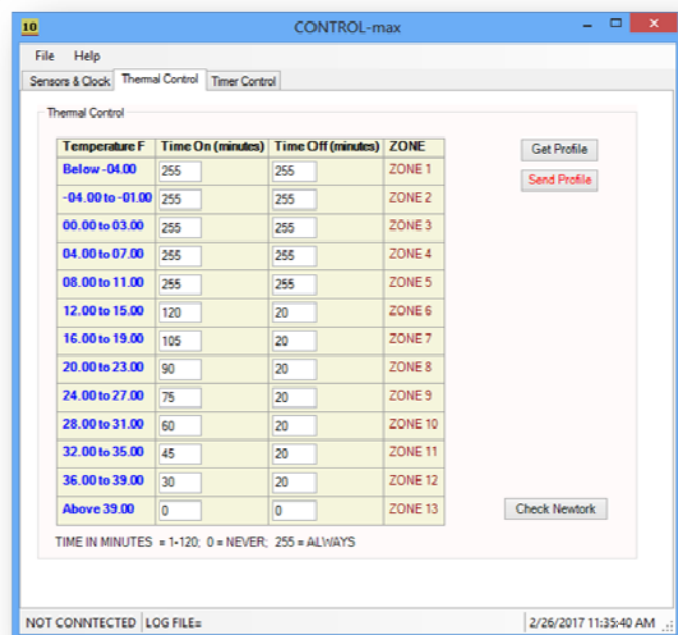 10 CONTROL-max
File Help
Sensors & Clock Thermal Control Timer Control
Thermal Control
Temperature F Time On (minutes) Time Off (minutes) ZONE
Below -04.00 255 255 ZONE 1
-04.00 to -01.00 255 255 ZONE 2
00.00 to 03.00 255 255 ZONE 3
04.00 to 07.00 255 255 ZONE 4
08.00 to 11.00 255 255 ZONE 5
12.00 to 15.00 120 20 ZONE 6
16.00 to 19.00 105 20 ZONE 7
20.00 to 23.00 90 20 ZONE 8
24.00 to 27.00 75 20 ZONE 9
28.00 to 31.00 60 20 ZONE 10
32.00 to 35.00 45 20 ZONE 11
36.00 to 39.00 30 20 ZONE 12
Above 39.00 0 0 ZONE 13
TIME IN MINUTES = 1-120; 0 = NEVER; 255 = ALWAYS
Get Profile
Send Profile
Check Newtork
NOT CONNTECTED LOG FILE= 2/26/2017 11:35:40 AM